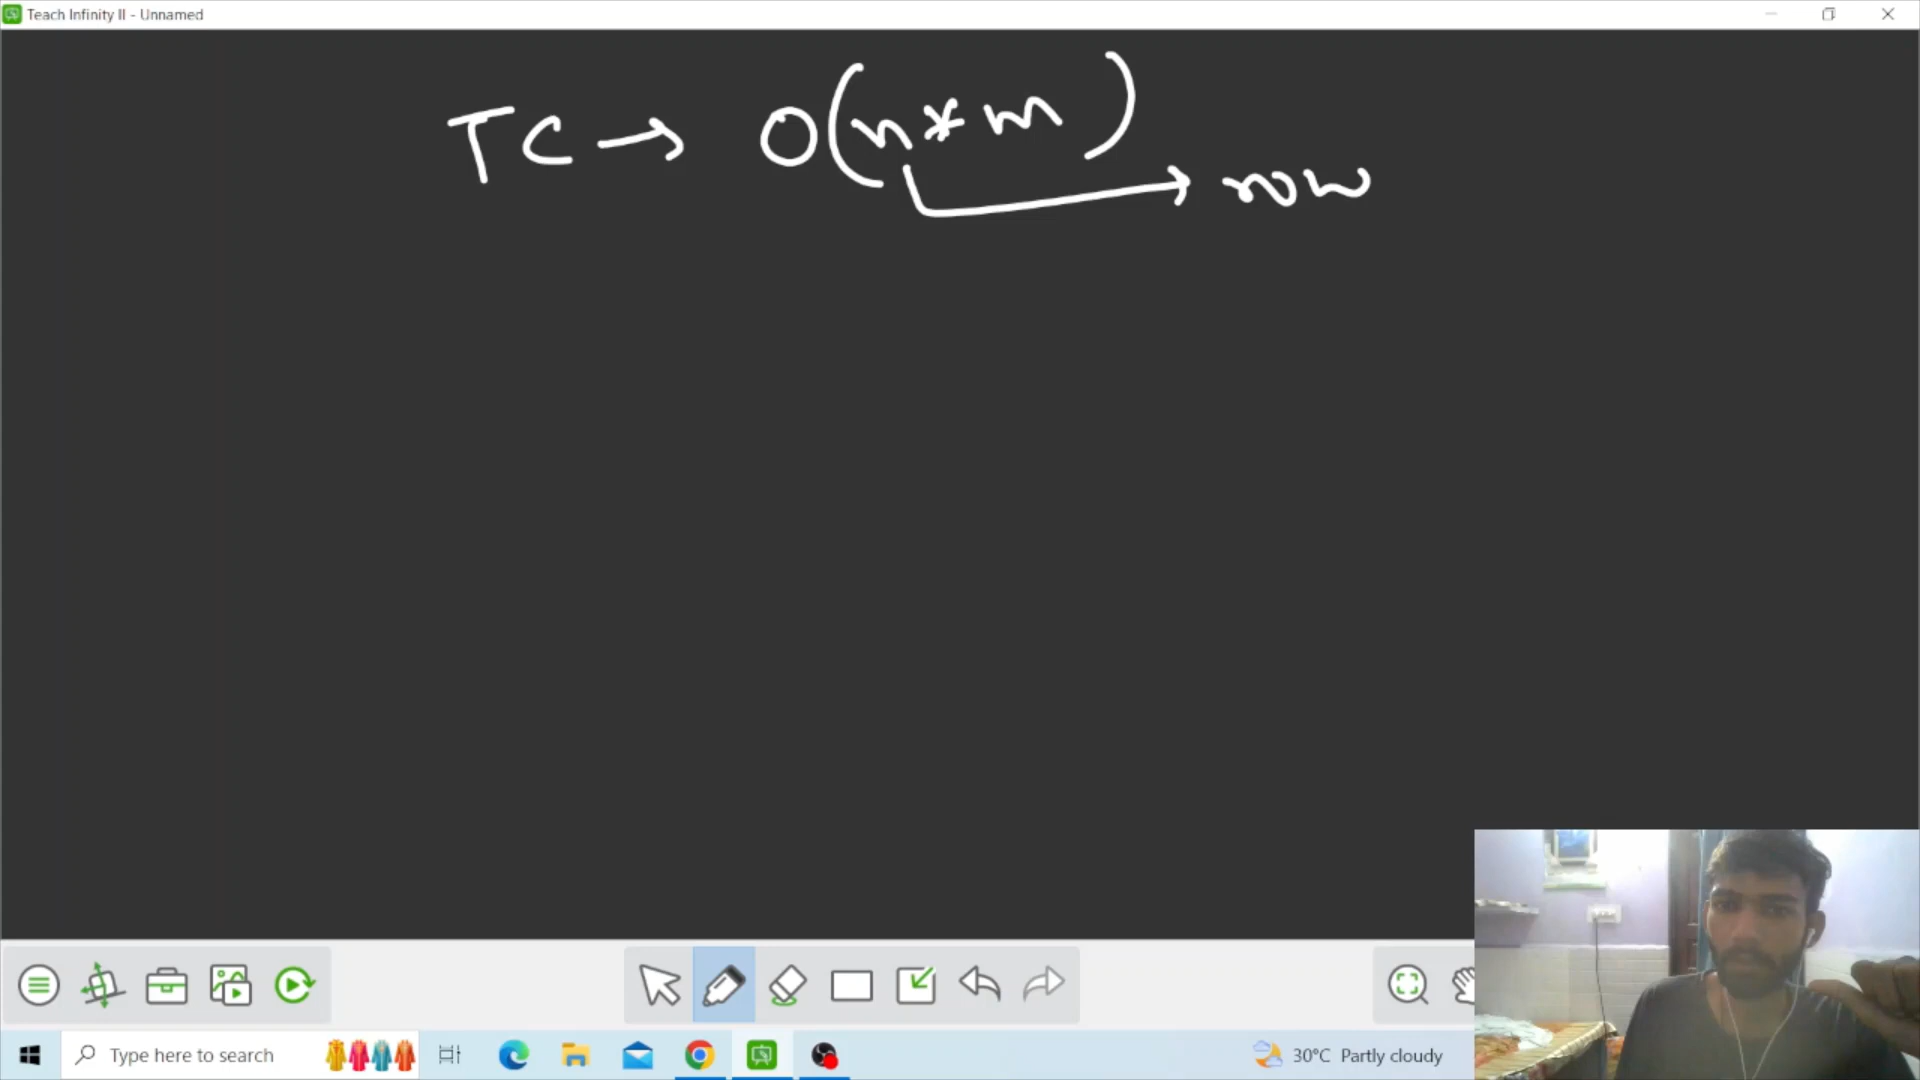 Teach Infinity II - Unnamed
TC → O(n*m)
row
Type here to search
30°C Partly cloudy